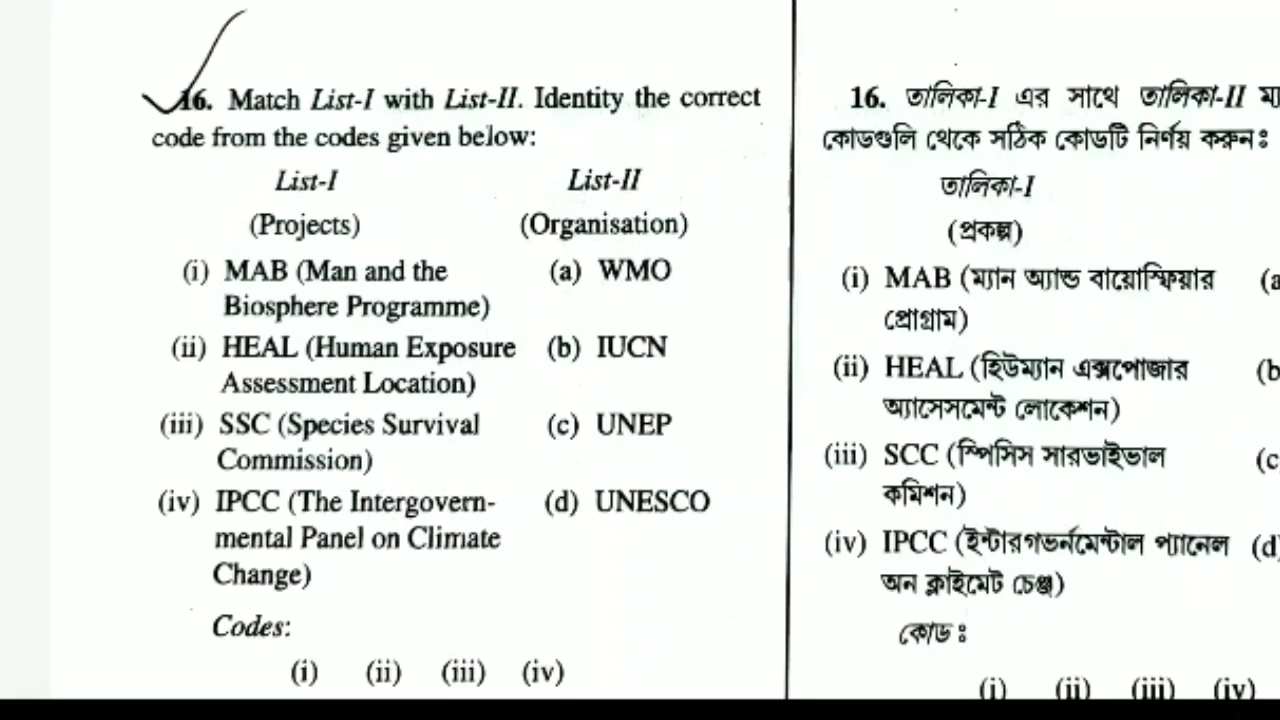 16. Match List-I with List-II. Identity the correct
code from the codes given below:
List-I List-II
(Projects) (Organisation)
(i) MAB (Man and the (a) WMO
Biosphere Programme)
(ii) HEAL (Human Exposure (b) IUCN
Assessment Location)
(iii) SSC (Species Survival (c) UNEP
Commission)
(iv) IPCC (The Intergovern- (d) UNESCO
mental Panel on Climate
Change)
Codes:
(i) (ii) (iii) (iv)
16. তালিকা-I এর সাথে তালিকা-II
কোডগুলি থেকে সঠিক কোডটি নির্ণয় করুনঃ
তালিকা-I
(প্রকল্প)
(i) MAB (ম্যান অ্যান্ড বায়োস্ফিয়ার (a
প্রোগ্রাম)
(ii) HEAL (হিউম্যান এক্সপোজার (b
অ্যাসেসমেন্ট লোকেশন)
(iii) SCC (স্পিসিস সারভাইভাল (c
কমিশন)
(iv) IPCC (ইন্টারগভর্নমেন্টাল প্যানেল (d)
অন ক্লাইমেট চেঞ্জ)
কোডঃ
(i) (ii) (iii) (iv)